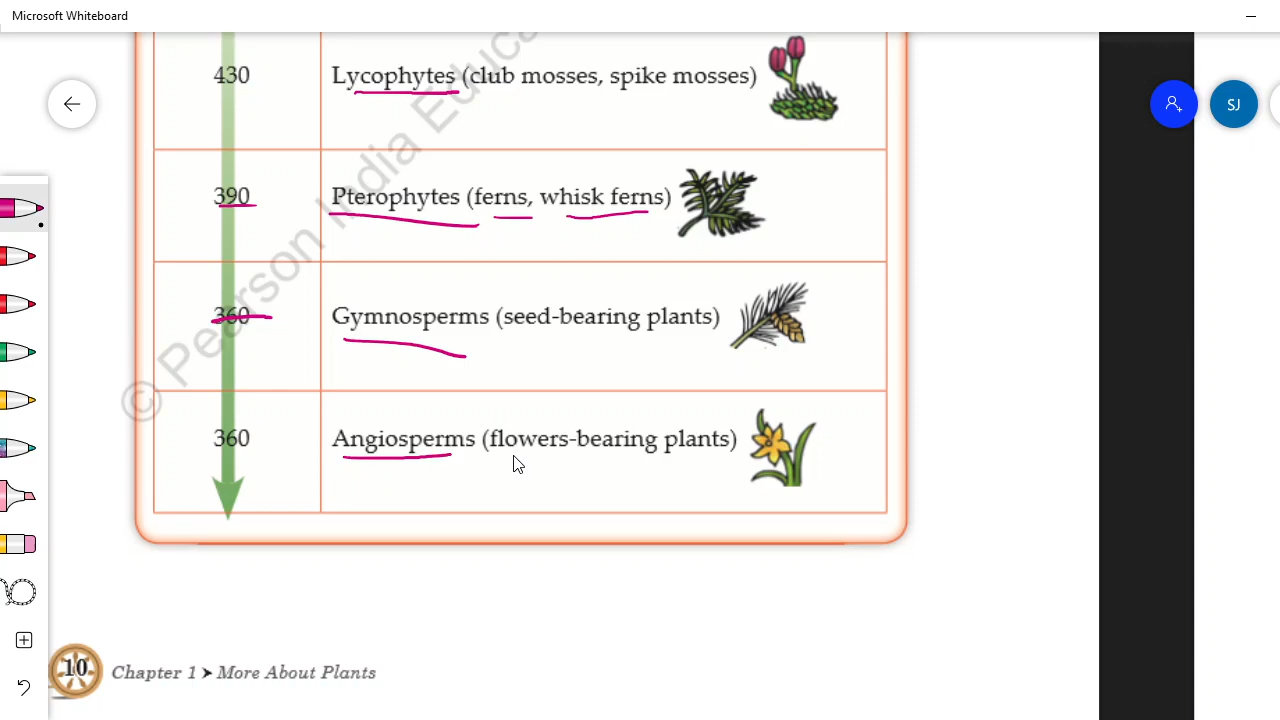 Microsoft Whiteboard
430 Lycophytes (club mosses, spike mosses)
SJ
390 Pterophytes (ferns, whisk ferns)
360 Gymnosperms (seed-bearing plants)
360 Angiosperms (flowers-bearing plants)
© Pearson India Educa
10 Chapter 1 ➤ More About Plants